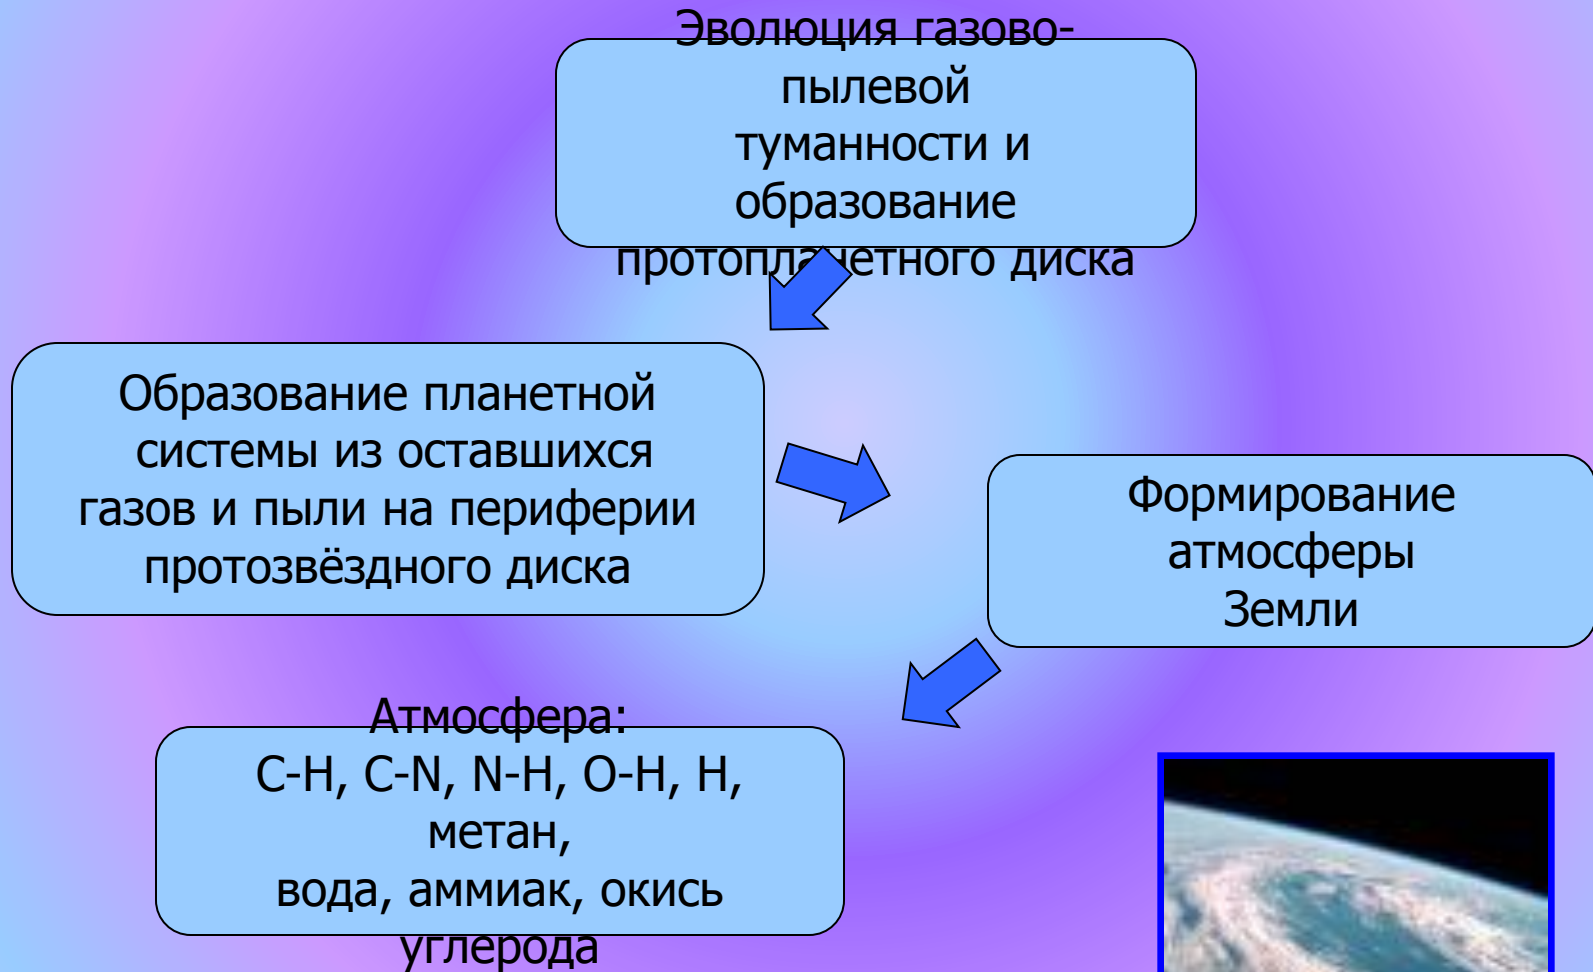 Эволюция газово-
пылевой
туманности и
образование
протопланетного диска
Образование планетной
системы из оставшихся
газов и пыли на периферии
протозвёздного диска
Формирование
атмосферы
Земли
Атмосфера:
С-Н, С-N, N-H, O-H, Н,
метан,
вода, аммиак, окись
углерода